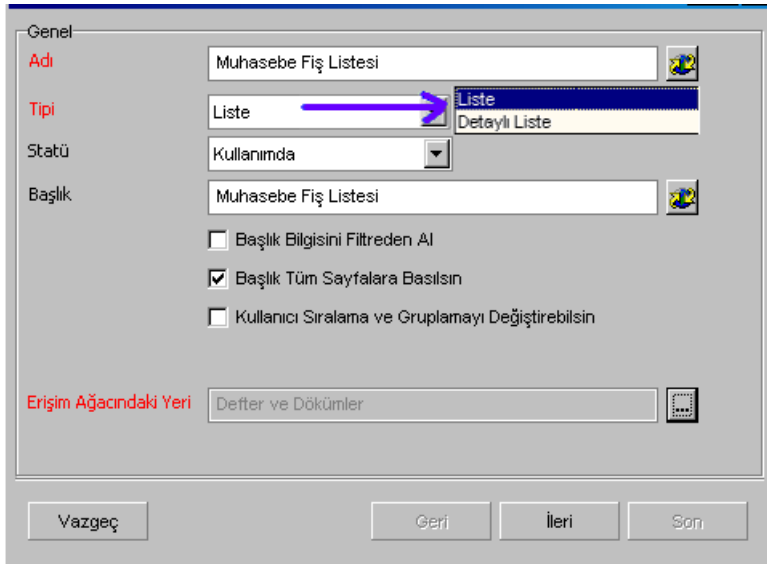 Genel
Adı
Muhasebe Fiş Listesi
Tipi
Liste
Liste
Detaylı Liste
Statü
Kullanımda
Başlık
Muhasebe Fiş Listesi
Başlık Bilgisini Filtreden Al
Başlık Tüm Sayfalara Basılsın
Kullanıcı Sıralama ve Gruplamayı Değiştirebilsin
Erişim Ağacındaki Yeri
Defter ve Dökümler
...
Vazgeç
Geri
İleri
Son